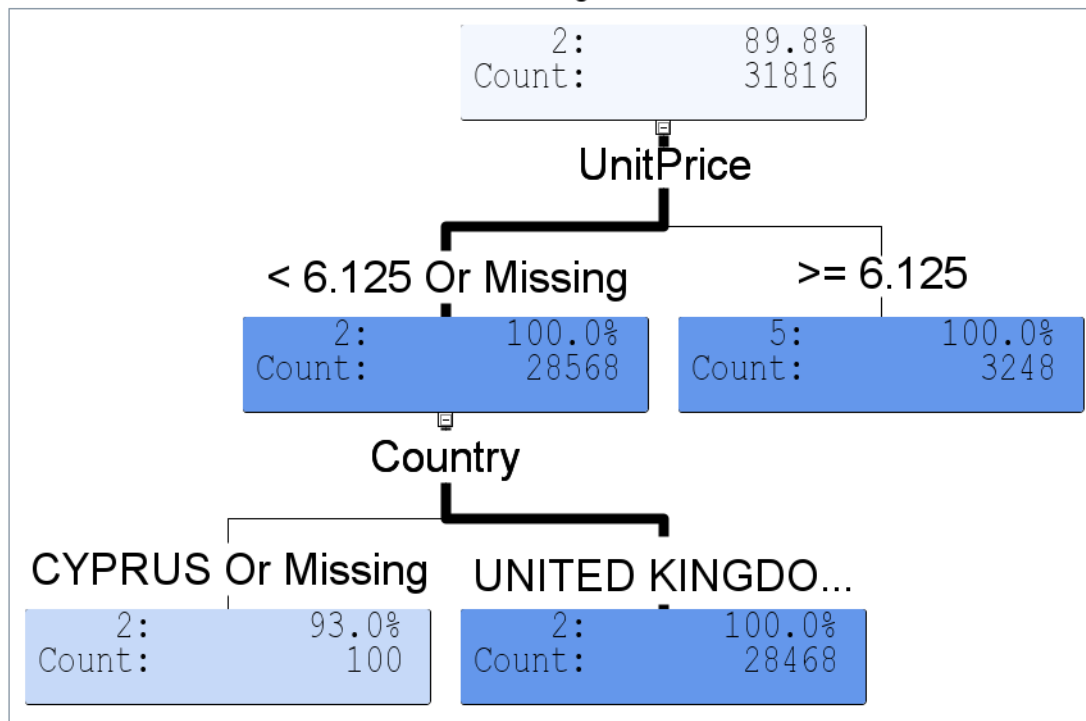 2: 89.8%
Count: 31816
UnitPrice
< 6.125 Or Missing
>= 6.125
2: 100.0%
Count: 28568
5: 100.0%
Count: 3248
Country
CYPRUS Or Missing
UNITED KINGDO...
2: 93.0%
Count: 100
2: 100.0%
Count: 28468